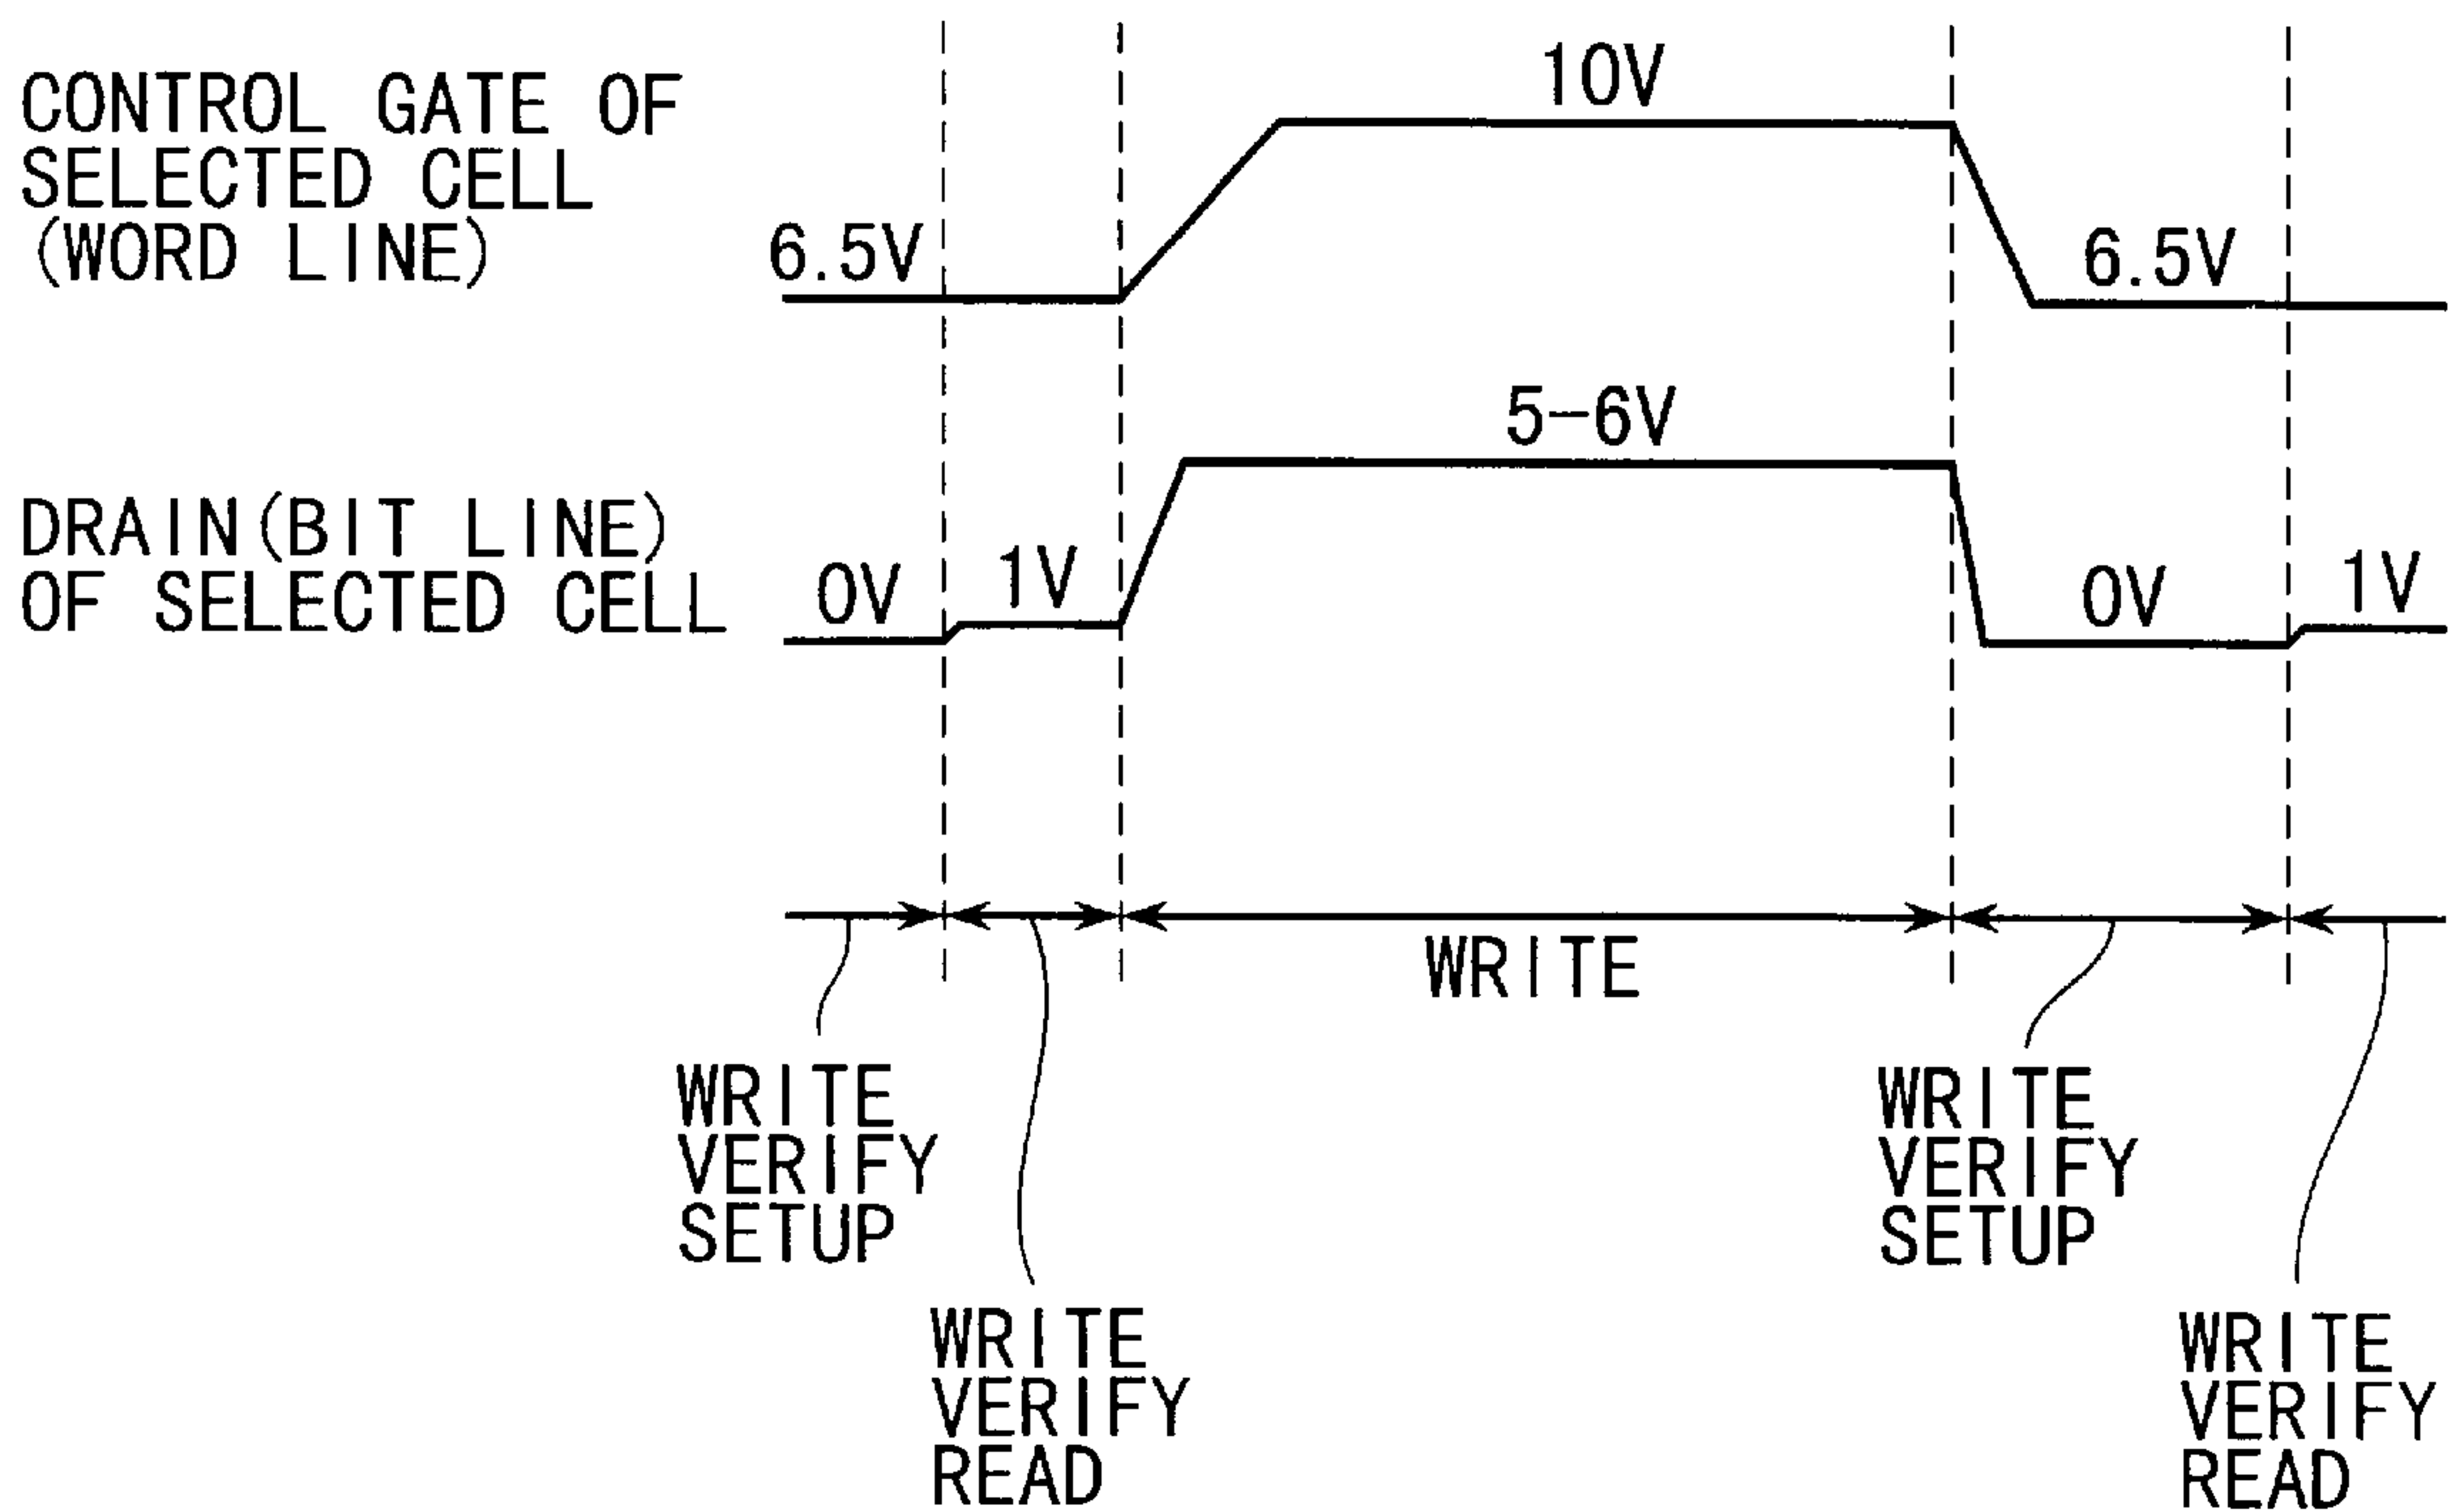 CONTROL GATE OF
SELECTED CELL
(WORD LINE)
6.5V
10V
6.5V
DRAIN(BIT LINE)
OF SELECTED CELL
0V
1V
5-6V
0V
1V
WRITE
WRITE
VERIFY
SETUP
WRITE
VERIFY
READ
WRITE
VERIFY
SETUP
WRITE
VERIFY
READ